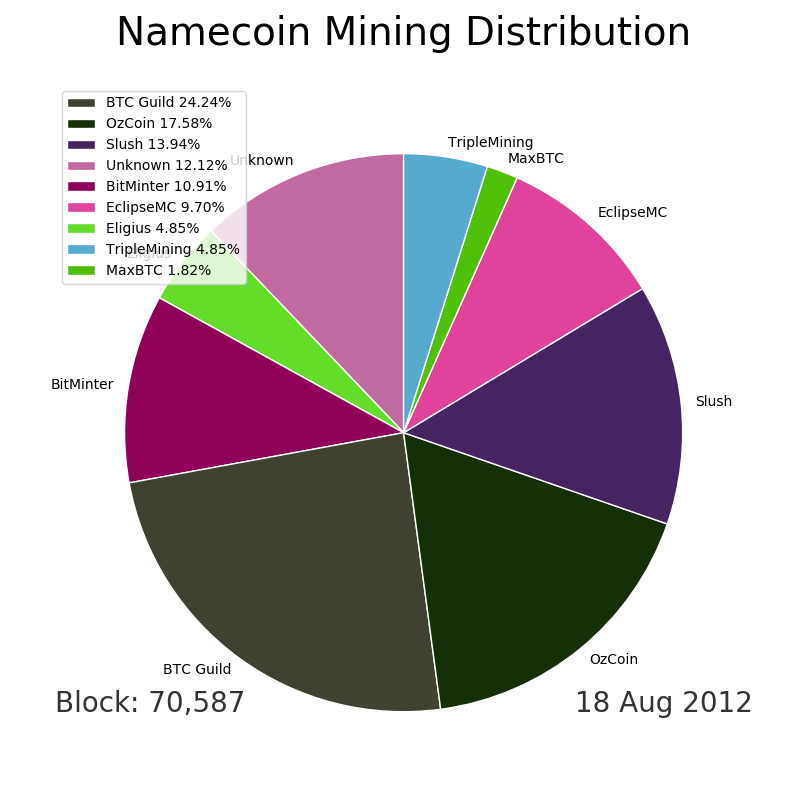 Namecoin Mining Distribution
BTC Guild 24.24%
OzCoin 17.58%
Slush 13.94%
Unknown 12.12%
BitMinter 10.91%
EclipseMC 9.70%
Eligius 4.85%
TripleMining 4.85%
MaxBTC 1.82%
Unknown
TripleMining
MaxBTC
EclipseMC
Eligius
BitMinter
Slush
OzCoin
BTC Guild
Block: 70,587
18 Aug 2012